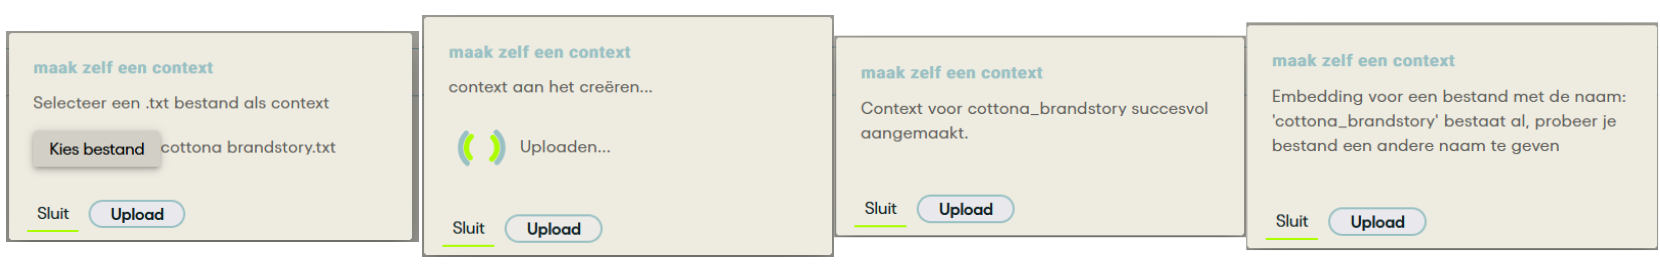 maak zelf een context
Selecteer een .txt bestand als context
Kies bestand cottona brandstory.txt
Sluit Upload
maak zelf een context
context aan het creëren...
Uploaden...
Sluit Upload
maak zelf een context
Context voor cottona_brandstory succesvol
aangemaakt.
Sluit Upload
maak zelf een context
Embedding voor een bestand met de naam:
'cottona_brandstory' bestaat al, probeer je
bestand een andere naam te geven
Sluit Upload